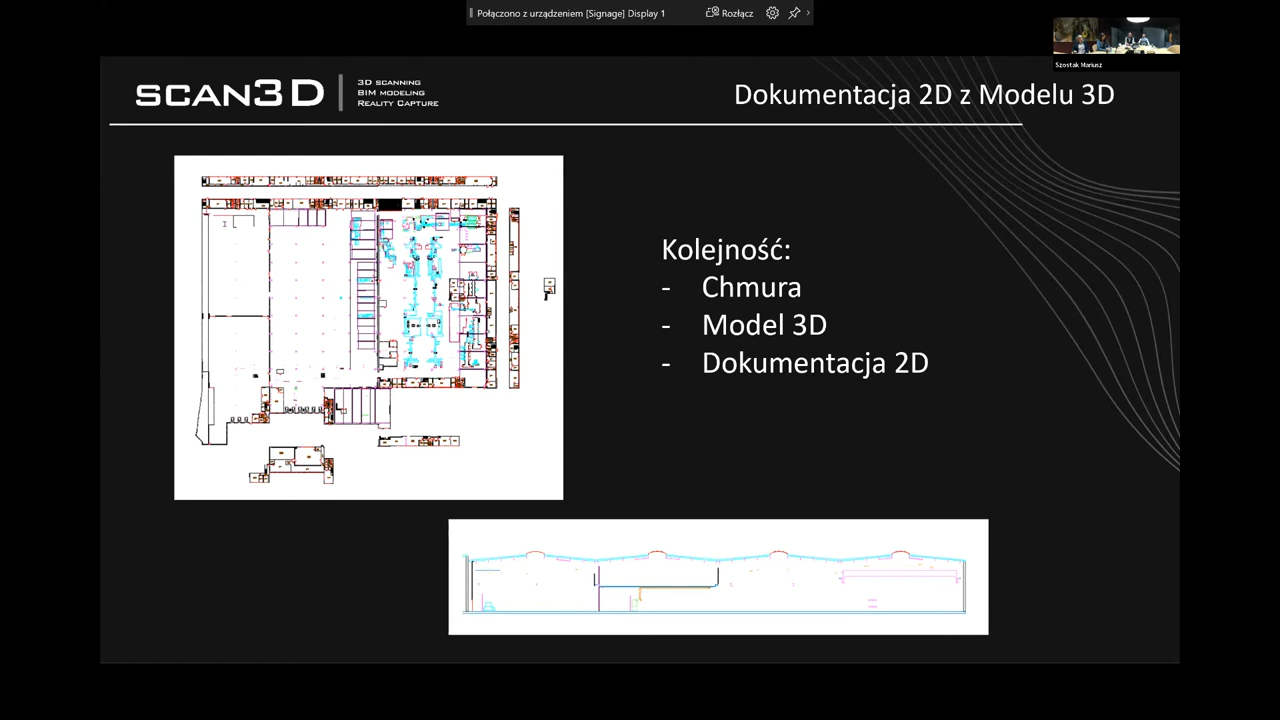 Połączono z urządzeniem [Signage] Display 1
Rozłącz
Szostak Mariusz
SCAN3D
3D SCANNING
BIM MODELING
REALITY CAPTURE
Dokumentacja 2D z Modelu 3D
Kolejność:
- Chmura
- Model 3D
- Dokumentacja 2D